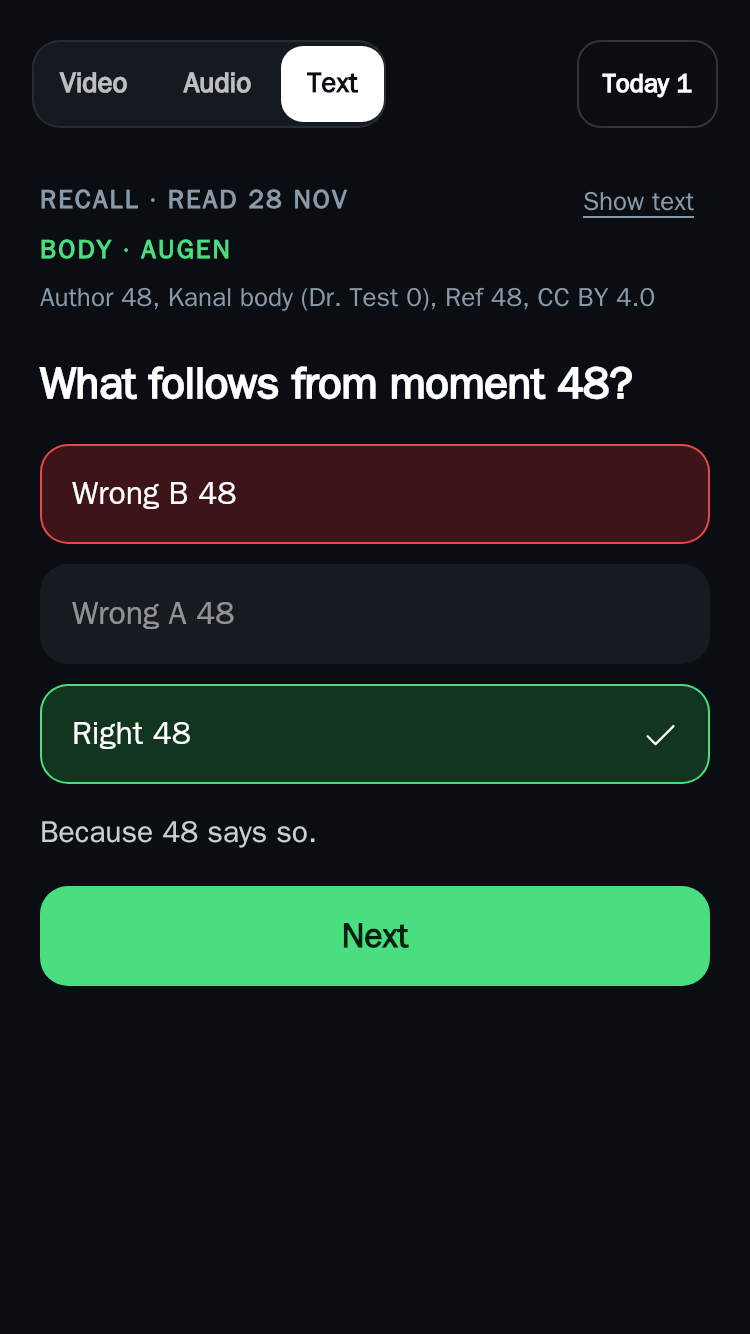 Video Audio Text Today 1
RECALL · READ 28 NOV Show text
BODY · AUGEN
Author 48, Kanal body (Dr. Test 0), Ref 48, CC BY 4.0
What follows from moment 48?
Wrong B 48
Wrong A 48
Right 48
Because 48 says so.
Next